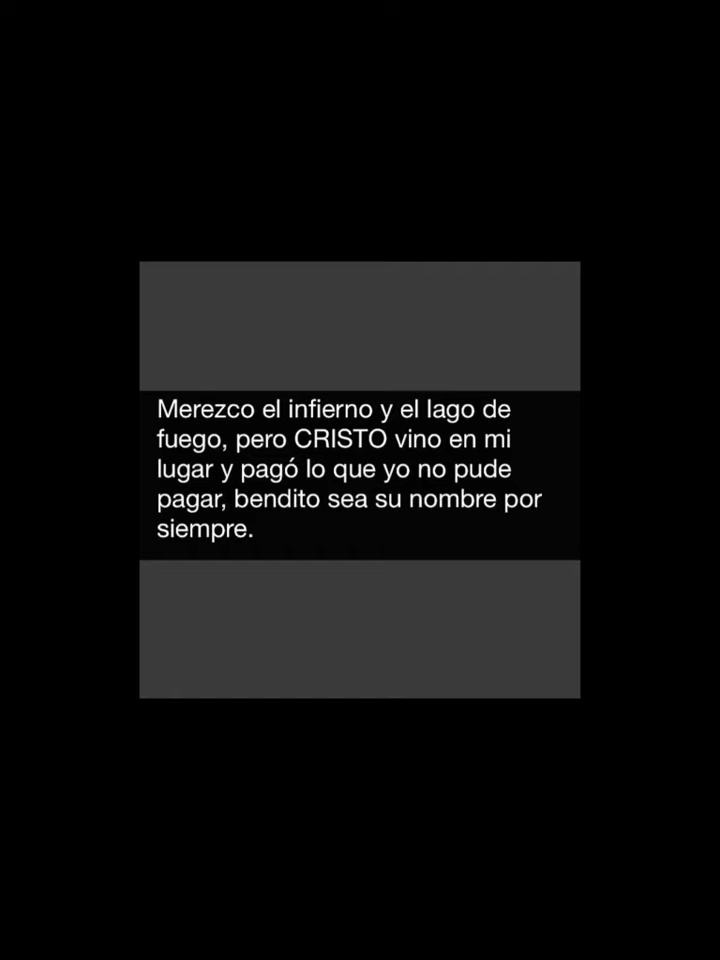 Merezco el infierno y el lago de
fuego, pero CRISTO vino en mi
lugar y pagó lo que yo no pude
pagar, bendito sea su nombre por
siempre.